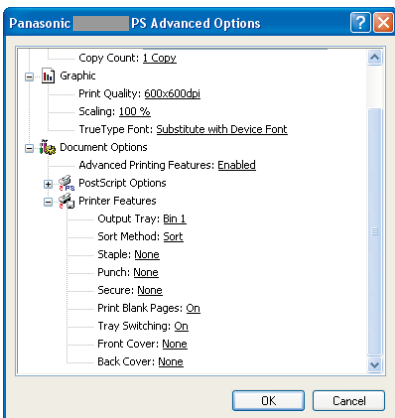 Panasonic PS Advanced Options
Copy Count: 1 Copy
Graphic
Print Quality: 600x600dpi
Scaling: 100 %
TrueType Font: Substitute with Device Font
Document Options
Advanced Printing Features: Enabled
PostScript Options
Printer Features
Output Tray: Bin 1
Sort Method: Sort
Staple: None
Punch: None
Secure: None
Print Blank Pages: On
Tray Switching: On
Front Cover: None
Back Cover: None
OK Cancel